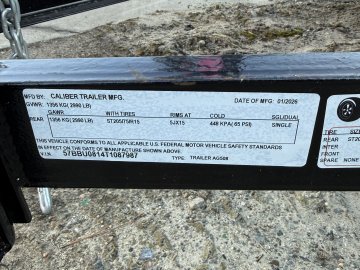 MFD BY: CALIBER TRAILER MFG. DATE OF MFG: 01/2026
GVWR: 1356 KG( 2990 LB)
GAWR WITH TIRES RIMS AT COLD SGL/DUAL
REAR 1356 KG( 2990 LB) ST205/75R15 5JX15 448 KPA( 65 PSI) SINGLE
THIS VEHICLE CONFORMS TO ALL APPLICABLE U.S. FEDERAL MOTOR VEHICLE SAFETY STANDARDS
IN EFFECT ON THE DATE OF MANUFACTURE SHOWN ABOVE.
V.I.N. TYPE: TRAILER
TIRE SIZE
REAR
INTER
FRONT
SPARE NONE